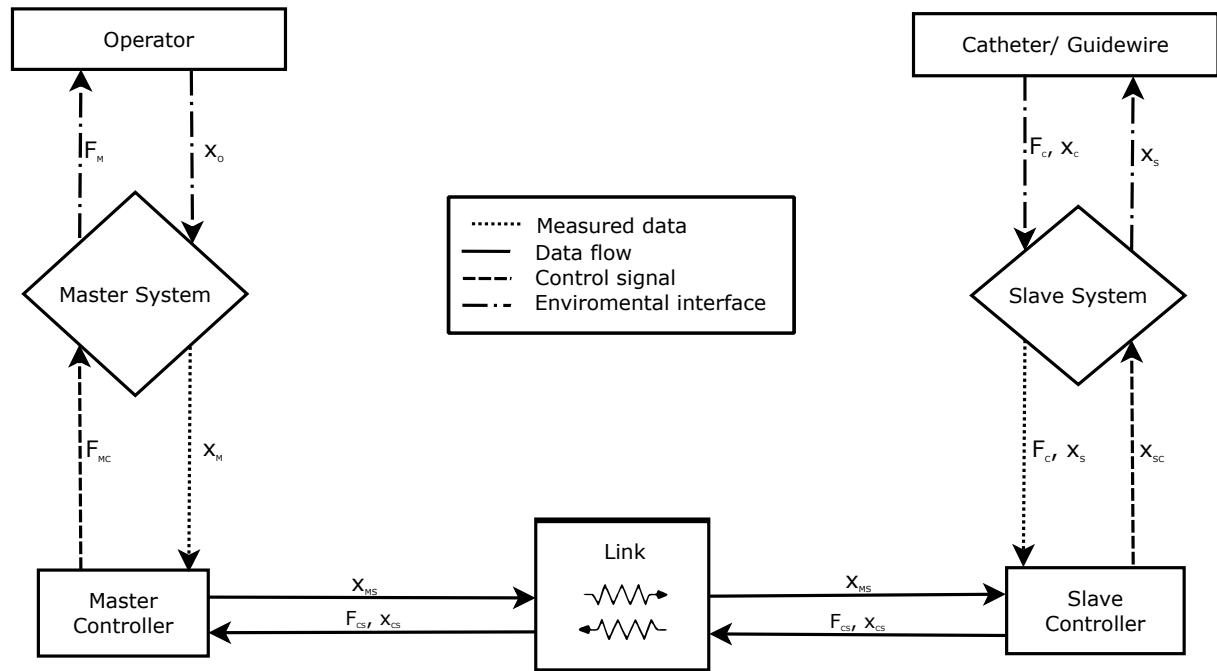 Operator
Catheter/ Guidewire
F_M
x_O
F_C, x_C
x_S
Measured data
Data flow
Control signal
Enviromental interface
Master System
Slave System
F_MC
x_M
F_C, x_S
x_SC
Link
Master
Controller
x_MS
F_CS, x_CS
x_MS
F_CS, x_CS
Slave
Controller